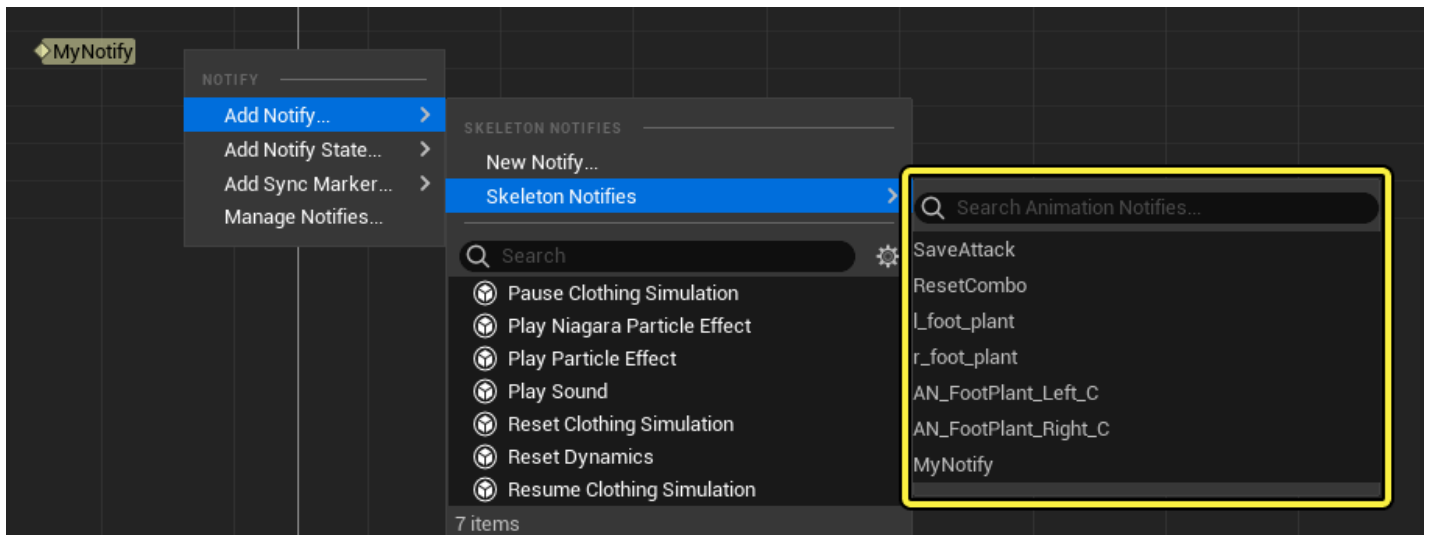 MyNotify
NOTIFY
Add Notify...
Add Notify State...
Add Sync Marker...
Manage Notifies...
SKELETON NOTIFIES
New Notify...
Skeleton Notifies
Search
Pause Clothing Simulation
Play Niagara Particle Effect
Play Particle Effect
Play Sound
Reset Clothing Simulation
Reset Dynamics
Resume Clothing Simulation
7 items
Search Animation Notifies...
SaveAttack
ResetCombo
l_foot_plant
r_foot_plant
AN_FootPlant_Left_C
AN_FootPlant_Right_C
MyNotify